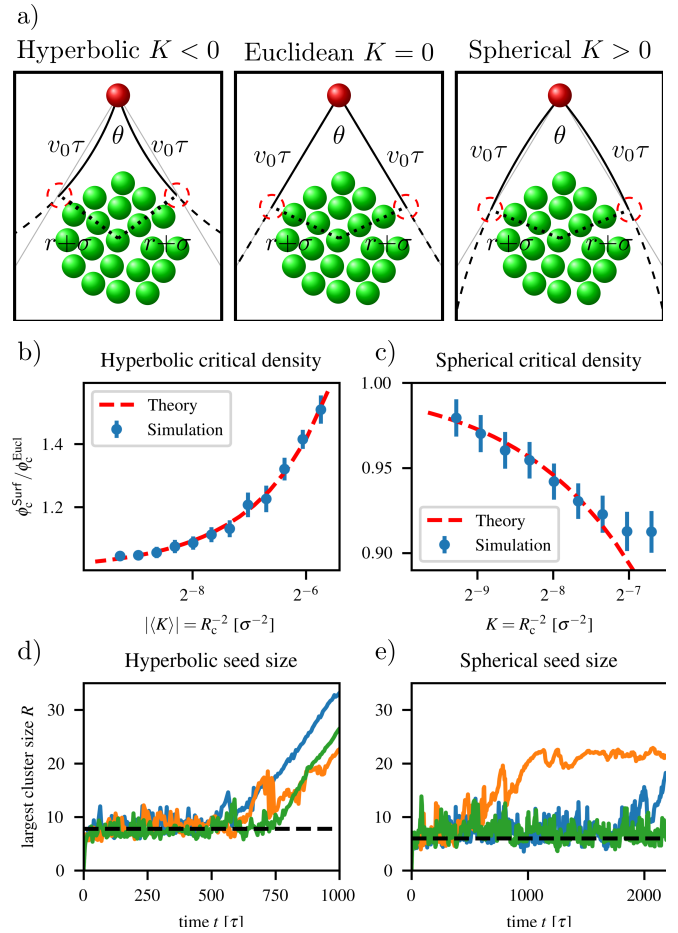 a)
Hyperbolic K < 0
Euclidean K = 0
Spherical K > 0
v₀τ θ v₀τ
r+σ r+σ
v₀τ θ v₀τ
r+σ r+σ
v₀τ θ v₀τ
r+σ r+σ
b)
Hyperbolic critical density
Theory
Simulation
1.4
1.2
ϕ_c^Surf / ϕ_c^Eucl
2⁻⁸ 2⁻⁶
|⟨K⟩| = R_c⁻² [σ⁻²]
c)
Spherical critical density
1.00
0.95
0.90
Theory
Simulation
2⁻⁹ 2⁻⁸ 2⁻⁷
K = R_c⁻² [σ⁻²]
d)
Hyperbolic seed size
largest cluster size R
30
20
10
0
0 250 500 750 1000
time t [τ]
e)
Spherical seed size
30
20
10
0
0 1000 2000
time t [τ]